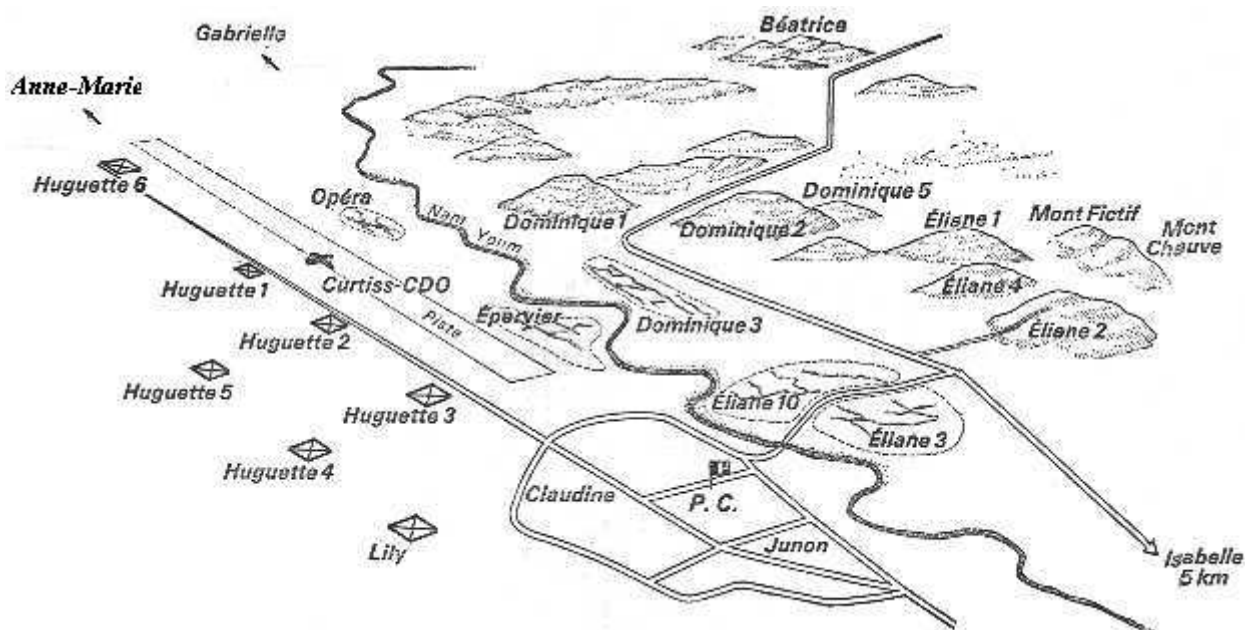 Béatrice
Gabrielle
Anne-Marie
Huguette 6
Opéra
Nam
Youm
Dominique 1
Dominique 5
Dominique 2
Éliane 1
Mont Fictif
Mont
Chauve
Huguette 1
Curtiss-CDO
Éliane 4
Piste
Épervier
Dominique 3
Éliane 2
Huguette 2
Huguette 5
Huguette 3
Éliane 10
Éliane 3
Huguette 4
Claudine
P. C.
Lily
Junon
Isabelle
5 km